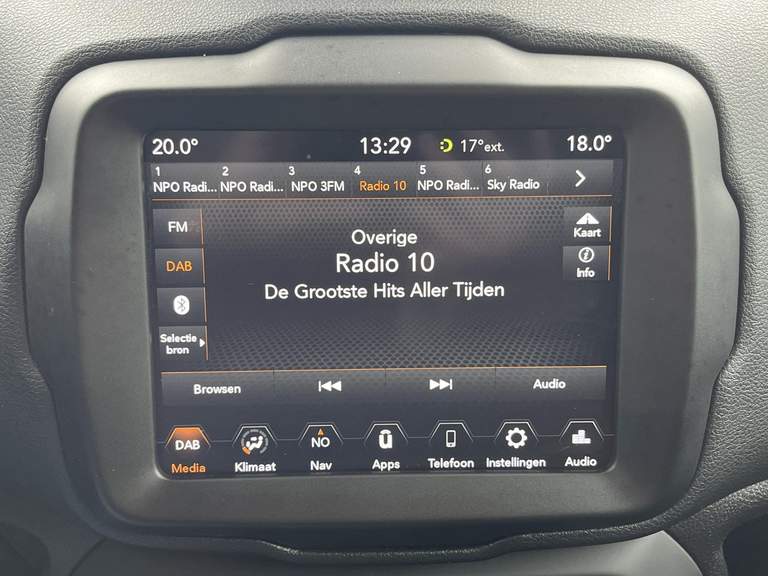 20.0° 13:29 17°ext. 18.0°
1 2 3 4 5 6
NPO Radi... NPO Radi... NPO 3FM Radio 10 NPO Radi... Sky Radio
FM
DAB
Selectie
bron
Overige
Radio 10
De Grootste Hits Aller Tijden
Kaart
Info
Browsen Audio
DAB NO
Media Klimaat Nav Apps Telefoon Instellingen Audio